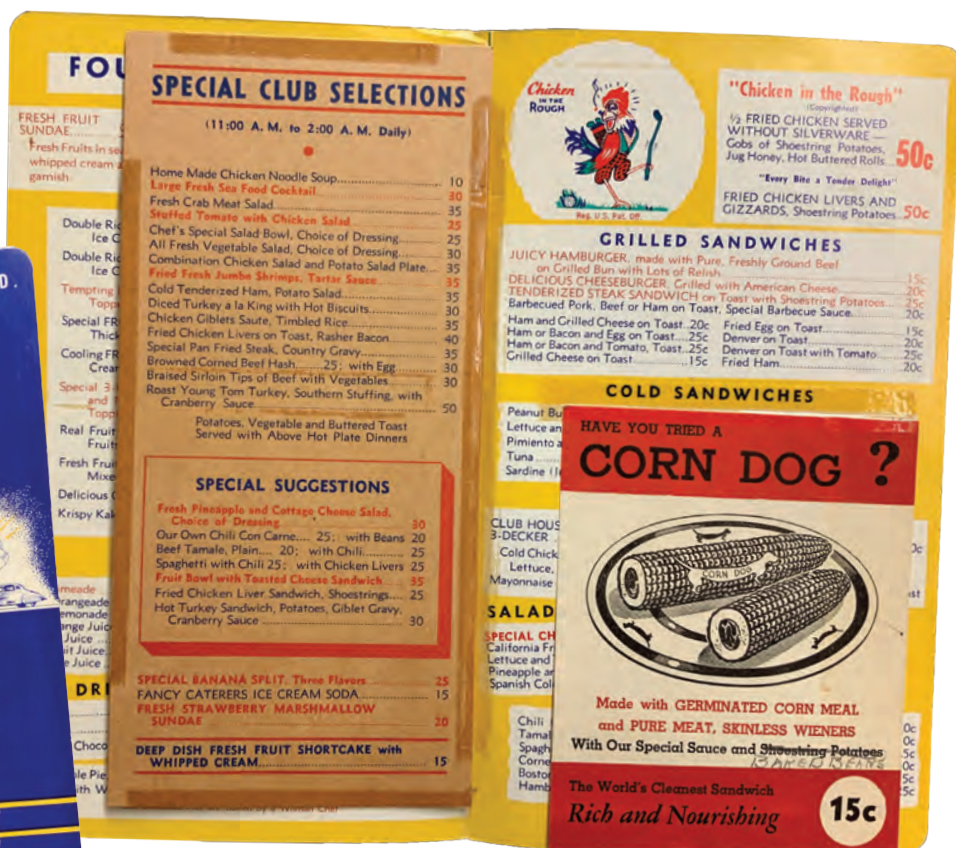 FOU
FRESH FRUIT
SUNDAE
Fresh Fruits in se
whipped cream a
garnish.
Double Ric
Ice C
Double Ric
Ice C
Tempting
Topp
Special FR
Thick
Cooling FR
Crear
Special 3-
and
Topp
Real Fruit
Fruit
Fresh Frui
Mixe
Delicious
Krispy Kak
meade
rangeade
emonade
ange Juic
Juice
uit Juice
e Juice
DRI
Choco
ple Pie
ith W
D.
SPECIAL CLUB SELECTIONS
(11:00 A. M. to 2:00 A. M. Daily)
Home Made Chicken Noodle Soup 10
Large Fresh Sea Food Cocktail 30
Fresh Crab Meat Salad 35
Stuffed Tomato with Chicken Salad 25
Chef's Special Salad Bowl, Choice of Dressing 25
All Fresh Vegetable Salad, Choice of Dressing 30
Combination Chicken Salad and Potato Salad Plate 35
Fried Fresh Jumbo Shrimps, Tartar Sauce 35
Cold Tenderized Ham, Potato Salad 35
Diced Turkey a la King with Hot Biscuits 30
Chicken Giblets Saute, Timbled Rice 35
Fried Chicken Livers on Toast, Rasher Bacon 40
Special Pan Fried Steak, Country Gravy 35
Browned Corned Beef Hash 25; with Egg 30
Braised Sirloin Tips of Beef with Vegetables 30
Roast Young Tom Turkey, Southern Stuffing, with
Cranberry Sauce 50
Potatoes, Vegetable and Buttered Toast
Served with Above Hot Plate Dinners
SPECIAL SUGGESTIONS
Fresh Pineapple and Cottage Cheese Salad,
Choice of Dressing 30
Our Own Chili Con Carne 25; with Beans 20
Beef Tamale, Plain 20; with Chili 25
Spaghetti with Chili 25; with Chicken Livers 25
Fruit Bowl with Toasted Cheese Sandwich 35
Fried Chicken Liver Sandwich, Shoestrings 25
Hot Turkey Sandwich, Potatoes, Giblet Gravy,
Cranberry Sauce 30
SPECIAL BANANA SPLIT, Three Flavors 25
FANCY CATERERS ICE CREAM SODA 15
FRESH STRAWBERRY MARSHMALLOW
SUNDAE 20
DEEP DISH FRESH FRUIT SHORTCAKE with
WHIPPED CREAM 15
Chicken
IN THE
ROUGH
Reg. U.S. Pat. Off.
"Chicken in the Rough"
(Copyrighted)
½ FRIED CHICKEN SERVED
WITHOUT SILVERWARE —
Gobs of Shoestring Potatoes,
Jug Honey, Hot Buttered Rolls 50c
"Every Bite a Tender Delight"
FRIED CHICKEN LIVERS AND
GIZZARDS, Shoestring Potatoes 50c
GRILLED SANDWICHES
JUICY HAMBURGER, made with Pure, Freshly Ground Beef
on Grilled Bun with Lots of Relish 15c
DELICIOUS CHEESEBURGER, Grilled with American Cheese 20c
TENDERIZED STEAK SANDWICH on Toast with Shoestring Potatoes 25c
Barbecued Pork, Beef or Ham on Toast, Special Barbecue Sauce 20c
Ham and Grilled Cheese on Toast 20c Fried Egg on Toast 15c
Ham or Bacon and Egg on Toast 25c Denver on Toast 20c
Ham or Bacon and Tomato, Toast 25c Denver on Toast with Tomato 25c
Grilled Cheese on Toast 15c Fried Ham 20c
COLD SANDWICHES
Peanut Bu
Lettuce an
Pimiento a
Tuna
Sardine (I
CLUB HOUS
3-DECKER
Cold Chick
Lettuce,
Mayonnaise
SALAD
SPECIAL CH
California Fr
Lettuce and
Pineapple an
Spanish Col
Chili
Tamal
Spagh
Corne
Bosto
Hamb
HAVE YOU TRIED A
CORN DOG ?
CORN DOG
Made with GERMINATED CORN MEAL
and PURE MEAT, SKINLESS WIENERS
With Our Special Sauce and Shoestring Potatoes
BAKED BEANS
The World's Cleanest Sandwich
Rich and Nourishing
15c